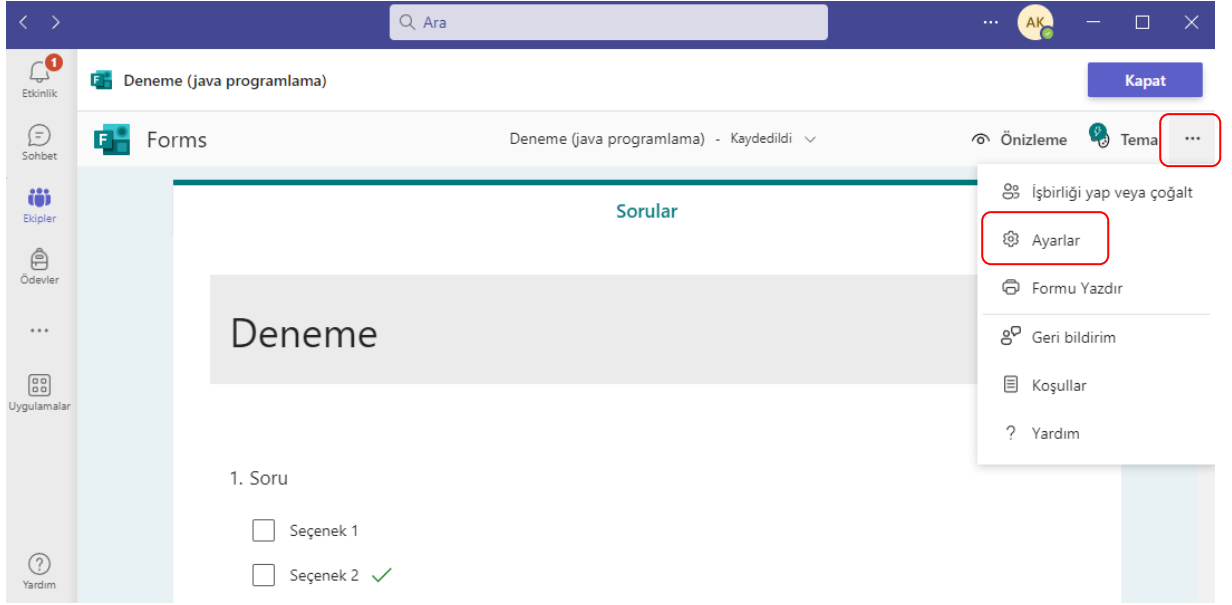 Ara
AK
1
Etkinlik
Deneme (java programlama)
Kapat
Sohbet
Forms
Deneme (java programlama) - Kaydedildi
Önizleme
Tema
Ekipler
Ödevler
Uygulamalar
Yardım
İşbirliği yap veya çoğalt
Ayarlar
Formu Yazdır
Geri bildirim
Koşullar
? Yardım
Sorular
Deneme
1. Soru
Seçenek 1
Seçenek 2